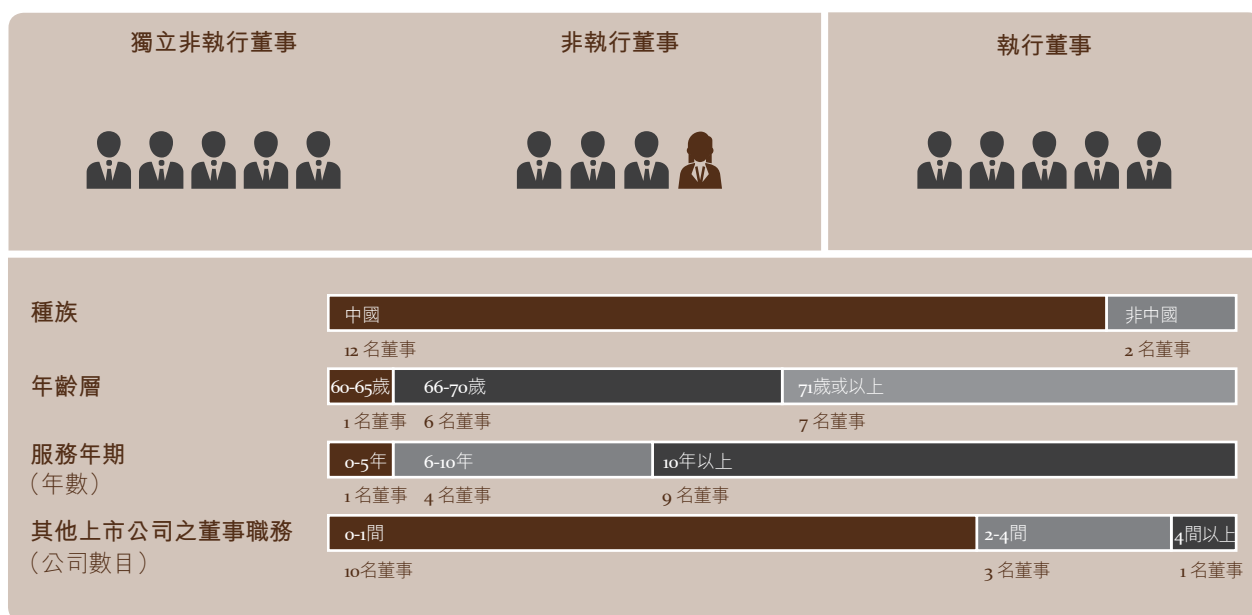 獨立非執行董事
非執行董事
執行董事
種族
中國
非中國
12 名董事
2 名董事
年齡層
60-65歲
66-70歲
71歲或以上
1 名董事
6 名董事
7 名董事
服務年期
(年數)
0-5年
6-10年
10年以上
1 名董事
4 名董事
9 名董事
其他上市公司之董事職務
(公司數目)
0-1間
2-4間
4間以上
10名董事
3 名董事
1 名董事